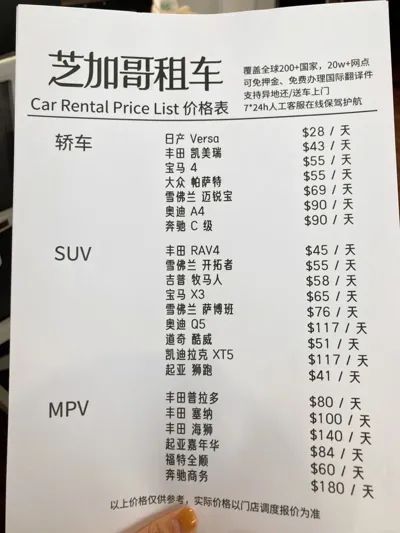 芝加哥租车
Car Rental Price List 价格表
覆盖全球200+国家，20w+网点
可免押金、免费办理国际翻译件
支持异地还/送车上门
7*24h人工客服在线保驾护航
轿车
日产 Versa $28 / 天
丰田 凯美瑞 $43 / 天
宝马 4 $55 / 天
大众 帕萨特 $55 / 天
雪佛兰 迈锐宝 $69 / 天
奥迪 A4 $90 / 天
奔驰 C 级 $90 / 天
SUV
丰田 RAV4 $45 / 天
雪佛兰 开拓者 $55 / 天
吉普 牧马人 $58 / 天
宝马 X3 $65 / 天
雪佛兰 萨博班 $76 / 天
奥迪 Q5 $117 / 天
道奇 酷威 $51 / 天
凯迪拉克 XT5 $117 / 天
起亚 狮跑 $41 / 天
MPV
丰田普拉多 $80 / 天
丰田 塞纳 $100 / 天
丰田 海狮 $140 / 天
起亚嘉年华 $84 / 天
福特全顺 $60 / 天
奔驰商务 $180 / 天
以上价格仅供参考，实际价格以门店调度报价为准